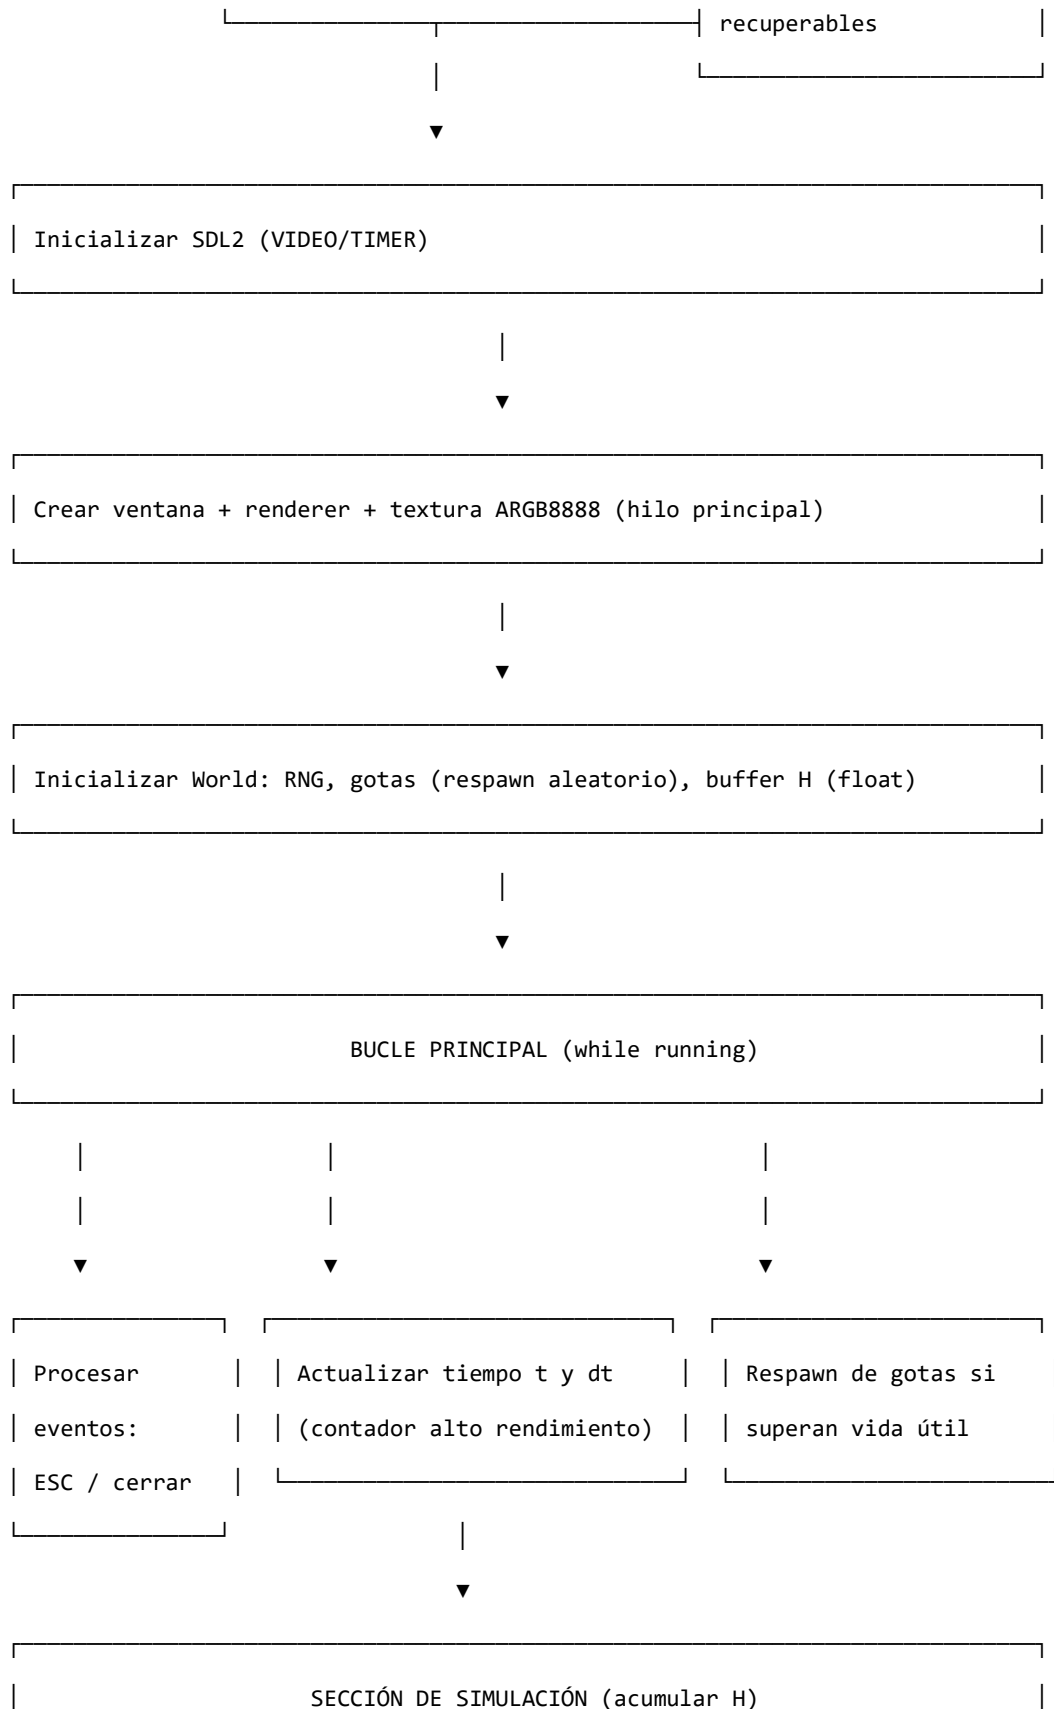 recuperables
Inicializar SDL2 (VIDEO/TIMER)
Crear ventana + renderer + textura ARGB8888 (hilo principal)
Inicializar World: RNG, gotas (respawn aleatorio), buffer H (float)
BUCLE PRINCIPAL (while running)
Procesar
eventos:
ESC / cerrar
Actualizar tiempo t y dt
(contador alto rendimiento)
Respawn de gotas si
superan vida útil
SECCIÓN DE SIMULACIÓN (acumular H)